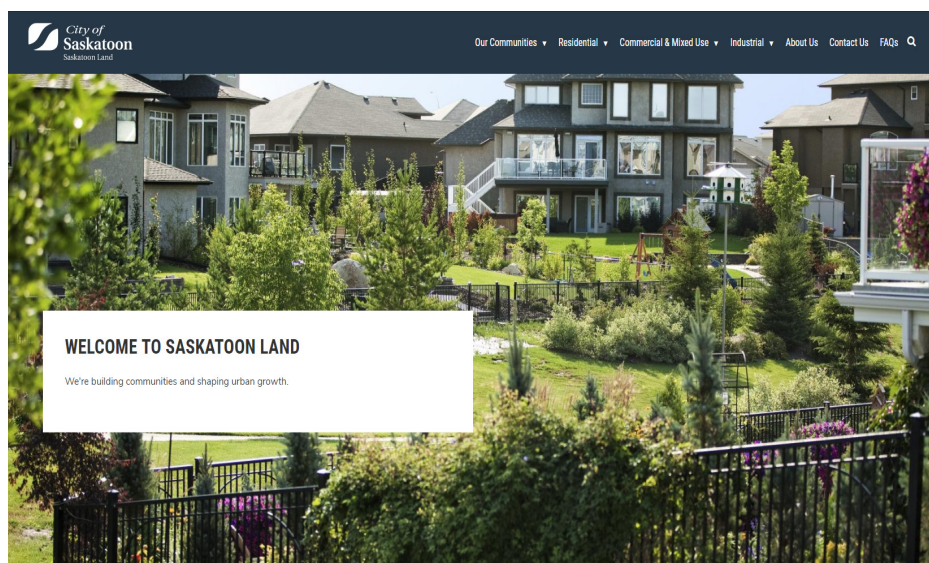 City of
Saskatoon
Saskatoon Land
Our Communities ▼ Residential ▼ Commercial & Mixed Use ▼ Industrial ▼ About Us Contact Us FAQs
WELCOME TO SASKATOON LAND
We're building communities and shaping urban growth.